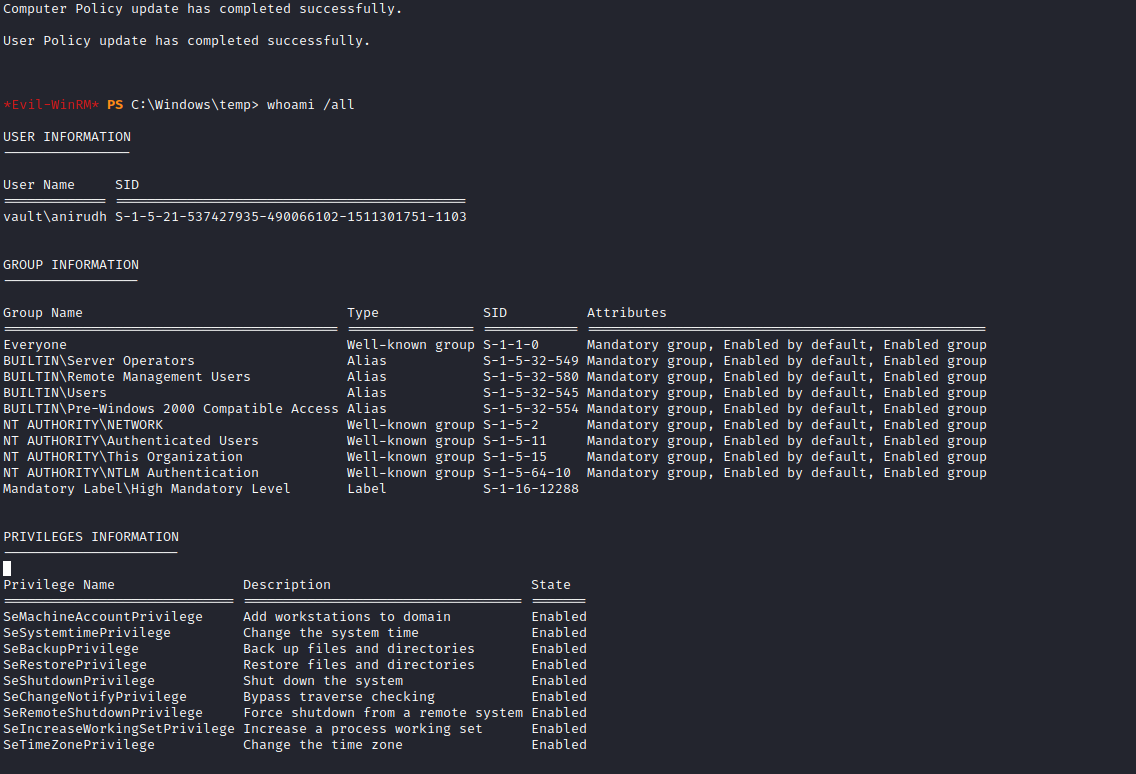 Computer Policy update has completed successfully.
User Policy update has completed successfully.
*Evil-WinRM* PS C:\Windows\temp> whoami /all
USER INFORMATION
----------------
User Name     SID
============= ============================================
vault\anirudh S-1-5-21-537427935-490066102-1511301751-1103
GROUP INFORMATION
-----------------
Group Name                                 Type             SID          Attributes
========================================== ================ ============ ==================================================
Everyone                                   Well-known group S-1-1-0      Mandatory group, Enabled by default, Enabled group
BUILTIN\Server Operators                   Alias            S-1-5-32-549 Mandatory group, Enabled by default, Enabled group
BUILTIN\Remote Management Users            Alias            S-1-5-32-580 Mandatory group, Enabled by default, Enabled group
BUILTIN\Users                              Alias            S-1-5-32-545 Mandatory group, Enabled by default, Enabled group
BUILTIN\Pre-Windows 2000 Compatible Access Alias            S-1-5-32-554 Mandatory group, Enabled by default, Enabled group
NT AUTHORITY\NETWORK                       Well-known group S-1-5-2      Mandatory group, Enabled by default, Enabled group
NT AUTHORITY\Authenticated Users           Well-known group S-1-5-11     Mandatory group, Enabled by default, Enabled group
NT AUTHORITY\This Organization             Well-known group S-1-5-15     Mandatory group, Enabled by default, Enabled group
NT AUTHORITY\NTLM Authentication           Well-known group S-1-5-64-10  Mandatory group, Enabled by default, Enabled group
Mandatory Label\High Mandatory Level       Label            S-1-16-12288
PRIVILEGES INFORMATION
----------------------
Privilege Name                Description                         State
============================= =================================== =======
SeMachineAccountPrivilege     Add workstations to domain          Enabled
SeSystemtimePrivilege         Change the system time              Enabled
SeBackupPrivilege             Back up files and directories       Enabled
SeRestorePrivilege            Restore files and directories       Enabled
SeShutdownPrivilege           Shut down the system                Enabled
SeChangeNotifyPrivilege       Bypass traverse checking            Enabled
SeRemoteShutdownPrivilege     Force shutdown from a remote system Enabled
SeIncreaseWorkingSetPrivilege Increase a process working set      Enabled
SeTimeZonePrivilege           Change the time zone                Enabled